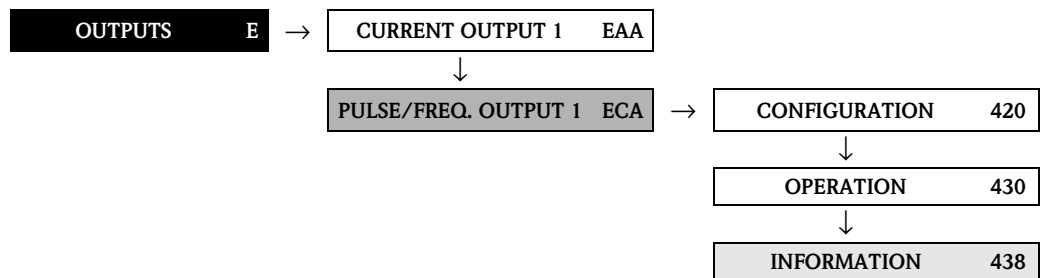 OUTPUTS E → CURRENT OUTPUT 1 EAA
↓
PULSE/FREQ. OUTPUT 1 ECA → CONFIGURATION 420
↓
OPERATION 430
↓
INFORMATION 438